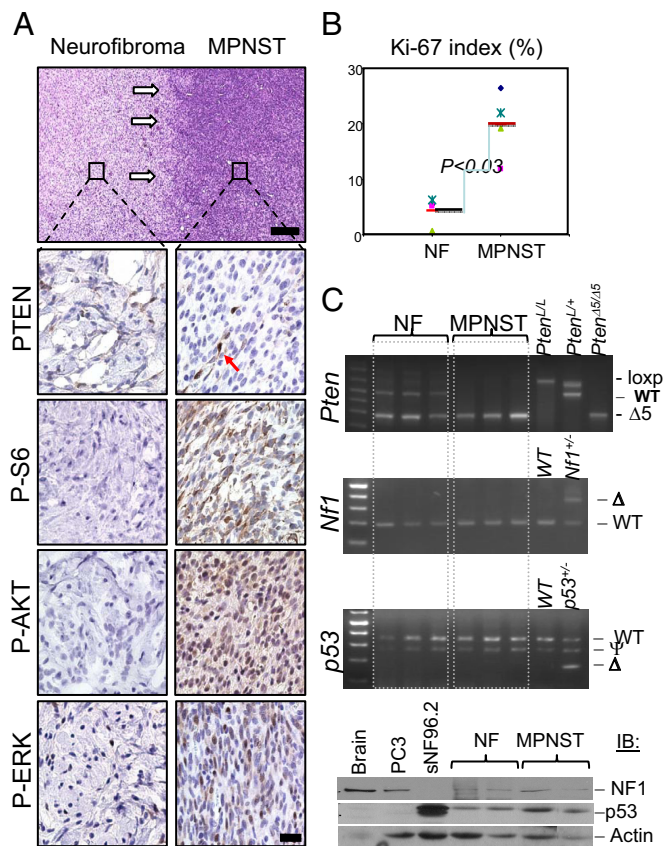 A
Neurofibroma MPNST
PTEN
P-S6
P-AKT
P-ERK
B
Ki-67 index (%)
30
20
10
0
P<0.03
NF MPNST
C
NF MPNST Pten^L/L Pten^L/+ Pten^Δ5/Δ5
Pten
- loxp
- WT
- Δ5
WT Nf1^+/-
Nf1
- Δ
- WT
WT p53^+/-
p53
- WT
- Ψ
- Δ
Brain PC3 sNF96.2 NF MPNST IB:
- NF1
- p53
- Actin